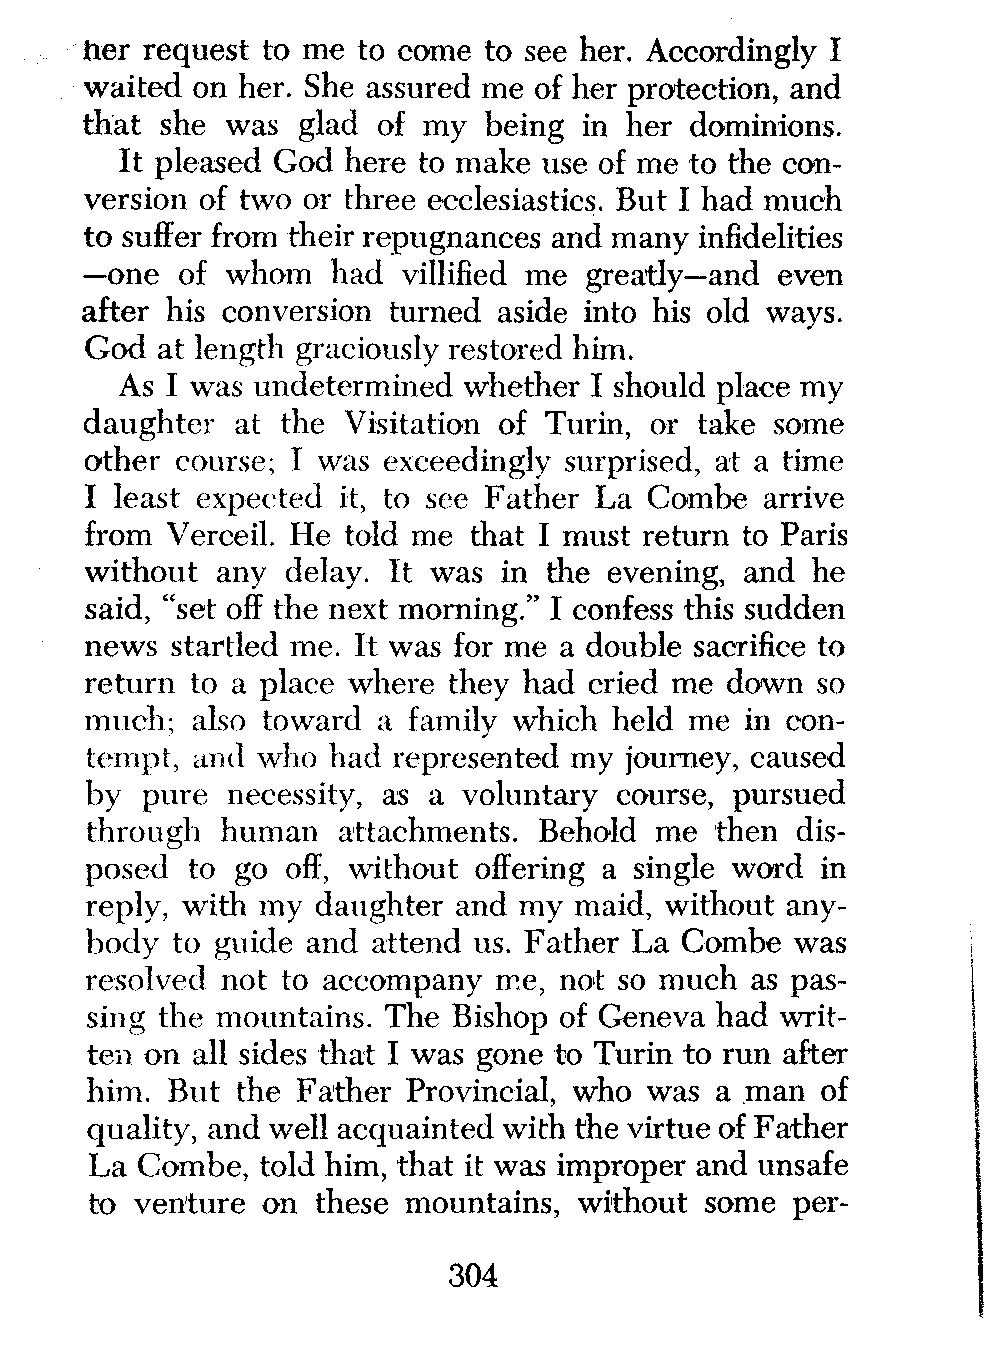 her request to me to come to see her. Accordingly I
waited on her. She assured me of her protection, and
that she was glad of my being in her dominions.
It pleased God here to make use of me to the con-
version of two or three ecclesiastics. But I had much
to suffer from their repugnances and many infidelities
—one of whom had villified me greatly—and even
after his conversion turned aside into his old ways.
God at length graciously restored him.
As I was undetermined whether I should place my
daughter at the Visitation of Turin, or take some
other course; I was exceedingly surprised, at a time
I least expected it, to see Father La Combe arrive
from Verceil. He told me that I must return to Paris
without any delay. It was in the evening, and he
said, “set off the next morning.” I confess this sudden
news startled me. It was for me a double sacrifice to
return to a place where they had cried me down so
much; also toward a family which held me in con-
tempt, and who had represented my journey, caused
by pure necessity, as a voluntary course, pursued
through human attachments. Behold me then dis-
posed to go off, without offering a single word in
reply, with my daughter and my maid, without any-
body to guide and attend us. Father La Combe was
resolved not to accompany me, not so much as pas-
sing the mountains. The Bishop of Geneva had writ-
ten on all sides that I was gone to Turin to run after
him. But the Father Provincial, who was a man of
quality, and well acquainted with the virtue of Father
La Combe, told him, that it was improper and unsafe
to venture on these mountains, without some per-
304